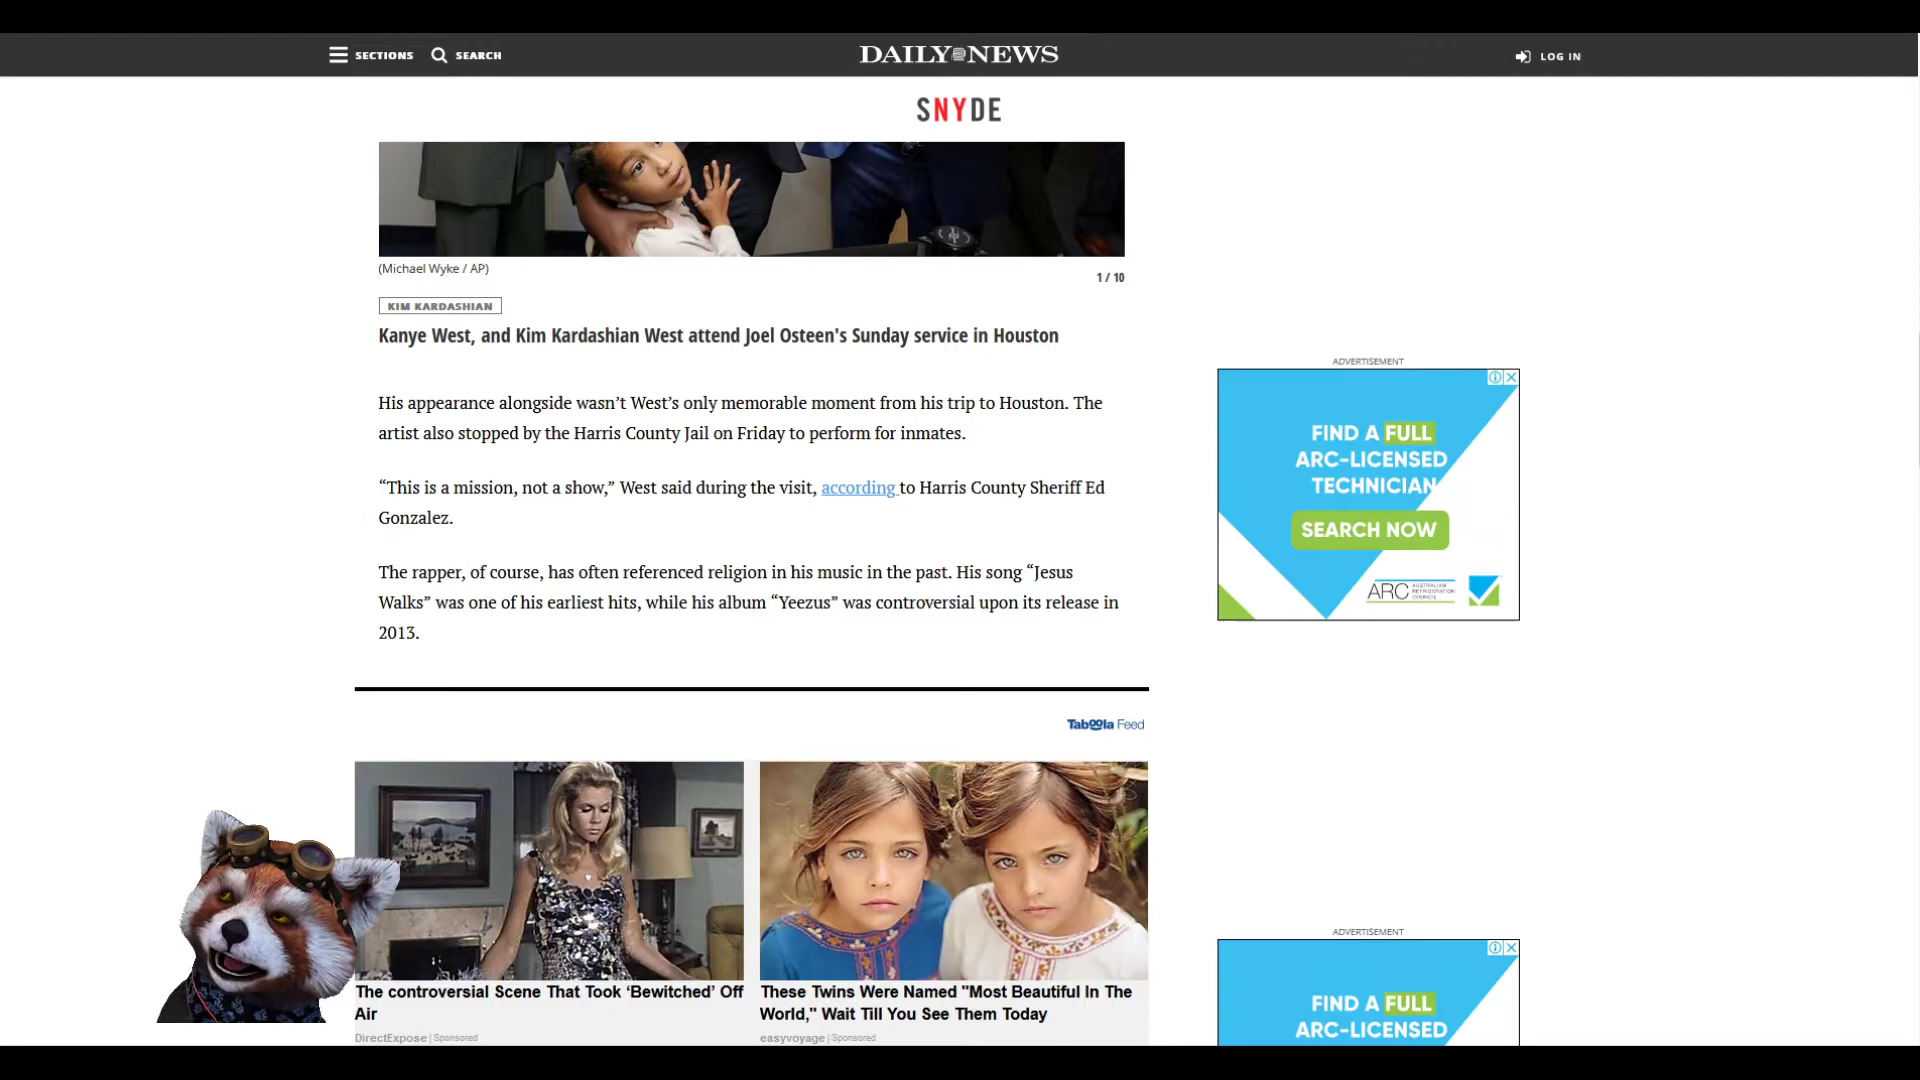 SECTIONS
SEARCH
DAILY NEWS
LOG IN
SNYDE
(Michael Wyke / AP)
1 / 10
KIM KARDASHIAN
Kanye West, and Kim Kardashian West attend Joel Osteen's Sunday service in Houston
His appearance alongside wasn’t West’s only memorable moment from his trip to Houston. The
artist also stopped by the Harris County Jail on Friday to perform for inmates.
“This is a mission, not a show,” West said during the visit, according to Harris County Sheriff Ed
Gonzalez.
The rapper, of course, has often referenced religion in his music in the past. His song “Jesus
Walks” was one of his earliest hits, while his album “Yeezus” was controversial upon its release in
2013.
Taboola Feed
The controversial Scene That Took ‘Bewitched’ Off
Air
DirectExpose | Sponsored
These Twins Were Named "Most Beautiful In The
World," Wait Till You See Them Today
easyvoyage | Sponsored
ADVERTISEMENT
FIND A FULL
ARC-LICENSED
TECHNICIAN
SEARCH NOW
ARC
AUSTRALIAN
REFRIGERATION
COUNCIL
ADVERTISEMENT
FIND A FULL
ARC-LICENSED